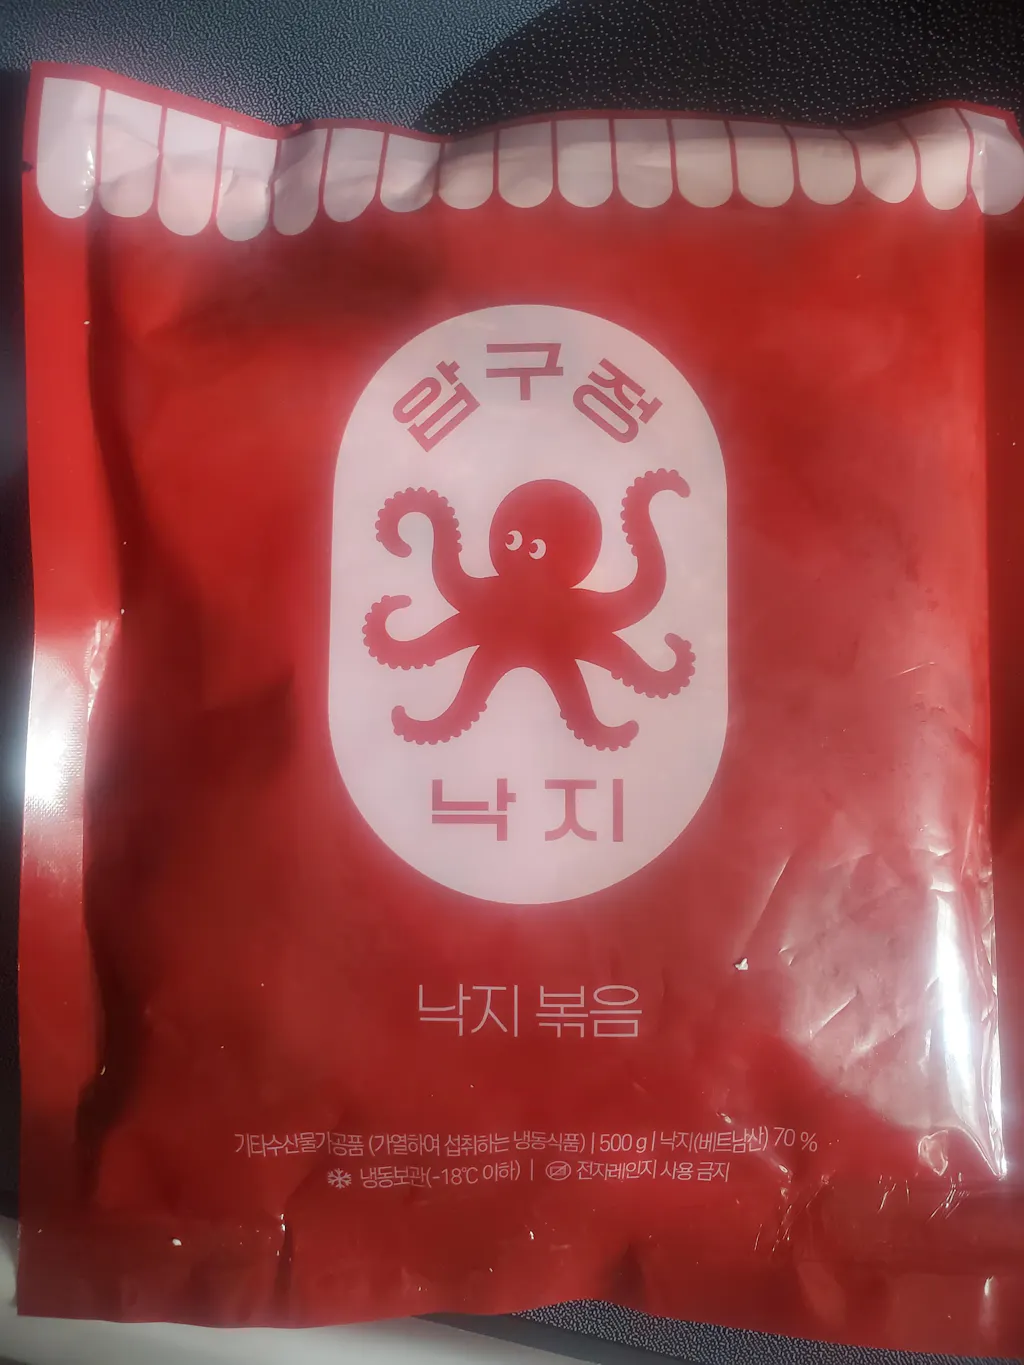 압구정
낙지
낙지 볶음
기타수산물가공품 (가열하여 섭취하는 냉동식품) | 500 g | 낙지(베트남산) 70 %
냉동보관(-18℃ 이하) | 전자레인지 사용 금지